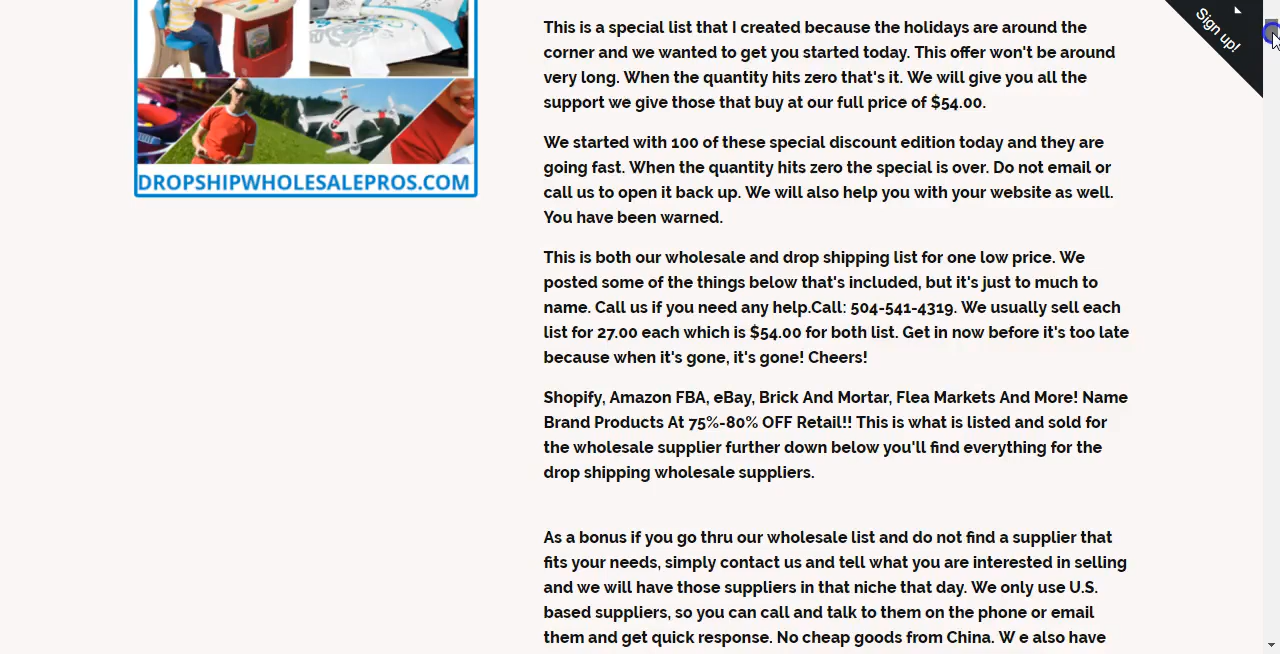 DROPSHIPWHOLESALEPROS.COM
This is a special list that I created because the holidays are around the
corner and we wanted to get you started today. This offer won't be around
very long. When the quantity hits zero that's it. We will give you all the
support we give those that buy at our full price of $54.00.
We started with 100 of these special discount edition today and they are
going fast. When the quantity hits zero the special is over. Do not email or
call us to open it back up. We will also help you with your website as well.
You have been warned.
This is both our wholesale and drop shipping list for one low price. We
posted some of the things below that's included, but it's just to much to
name. Call us if you need any help.Call: 504-541-4319. We usually sell each
list for 27.00 each which is $54.00 for both list. Get in now before it's too late
because when it's gone, it's gone! Cheers!
Shopify, Amazon FBA, eBay, Brick And Mortar, Flea Markets And More! Name
Brand Products At 75%-80% OFF Retail!! This is what is listed and sold for
the wholesale supplier further down below you'll find everything for the
drop shipping wholesale suppliers.
As a bonus if you go thru our wholesale list and do not find a supplier that
fits your needs, simply contact us and tell what you are interested in selling
and we will have those suppliers in that niche that day. We only use U.S.
based suppliers, so you can call and talk to them on the phone or email
them and get quick response. No cheap goods from China. W e also have
Sign up!